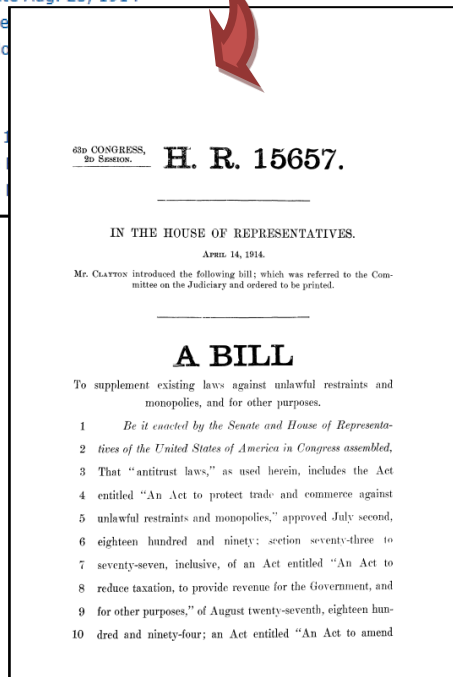 63D CONGRESS,
2D SESSION.
H. R. 15657.
IN THE HOUSE OF REPRESENTATIVES.
APRIL 14, 1914.
Mr. CLAYTON introduced the following bill; which was referred to the Com-
mittee on the Judiciary and ordered to be printed.
A BILL
To supplement existing laws against unlawful restraints and
monopolies, and for other purposes.
1 Be it enacted by the Senate and House of Representa-
2 tives of the United States of America in Congress assembled,
3 That “antitrust laws,” as used herein, includes the Act
4 entitled “An Act to protect trade and commerce against
5 unlawful restraints and monopolies,” approved July second,
6 eighteen hundred and ninety; section seventy-three to
7 seventy-seven, inclusive, of an Act entitled “An Act to
8 reduce taxation, to provide revenue for the Government, and
9 for other purposes,” of August twenty-seventh, eighteen hun-
10 dred and ninety-four; an Act entitled “An Act to amend